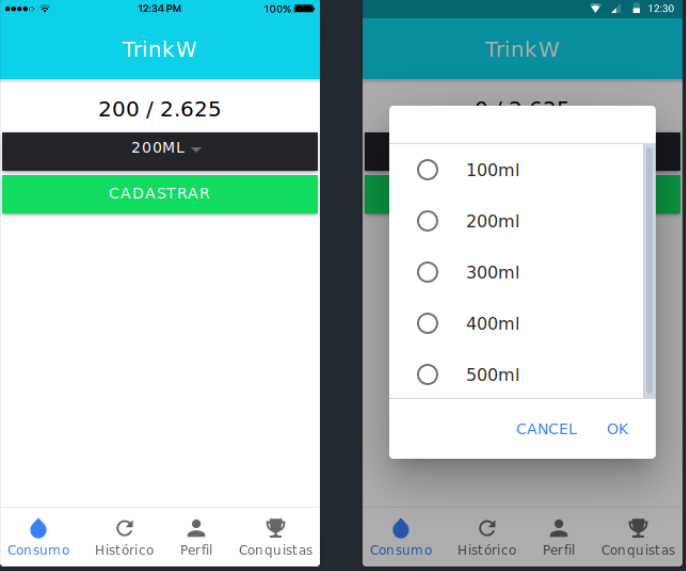 12:34 PM 100%
TrinkW
200 / 2.625
200ML
CADASTRAR
Consumo Histórico Perfil Conquistas
12:30
TrinkW
0 / 2.625
100ml
200ml
300ml
400ml
500ml
CANCEL OK
Consumo Histórico Perfil Conquistas